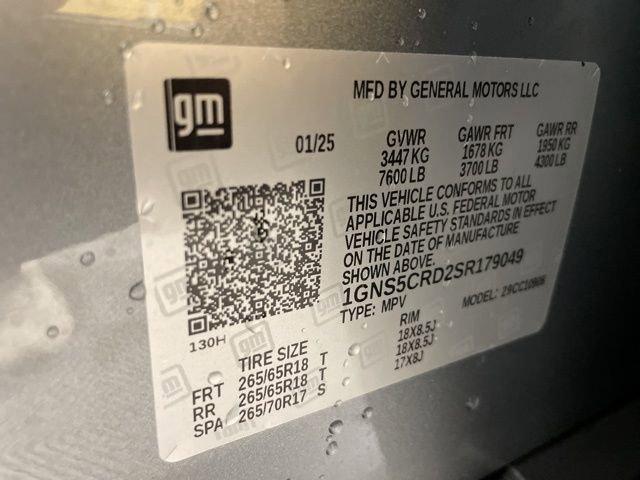 gm
MFD BY GENERAL MOTORS LLC
01/25
GVWR GAWR FRT GAWR RR
3447 KG 1678 KG 1950 KG
7600 LB 3700 LB 4300 LB
THIS VEHICLE CONFORMS TO ALL
APPLICABLE U.S. FEDERAL MOTOR
VEHICLE SAFETY STANDARDS IN EFFECT
ON THE DATE OF MANUFACTURE
SHOWN ABOVE.
1GNS5CRD2SR179049
TYPE: MPV MODEL:
130H
TIRE SIZE RIM
FRT 265/65R18 T 18X8.5J
RR 265/65R18 T 18X8.5J
SPA 265/70R17 S 17X8J